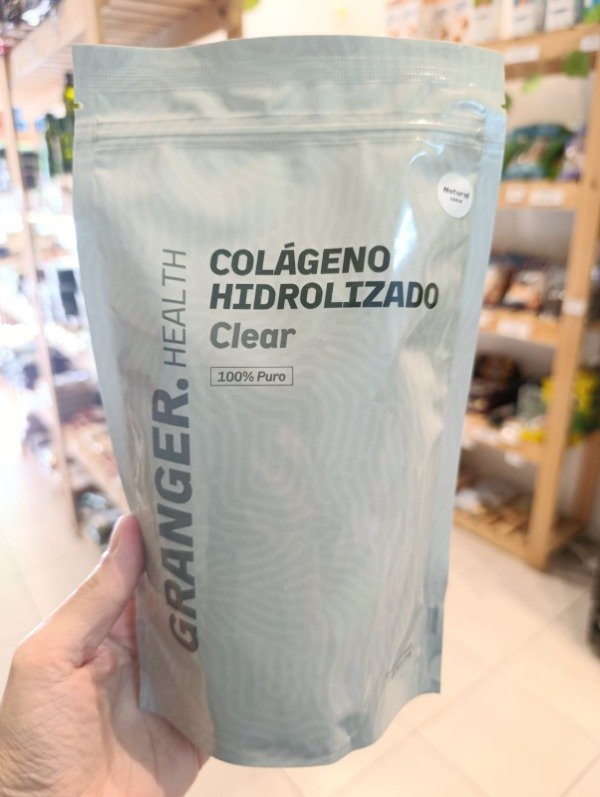 Natural
COLÁGENO
HIDROLIZADO
Clear
100% Puro
GRANGER. HEALTH